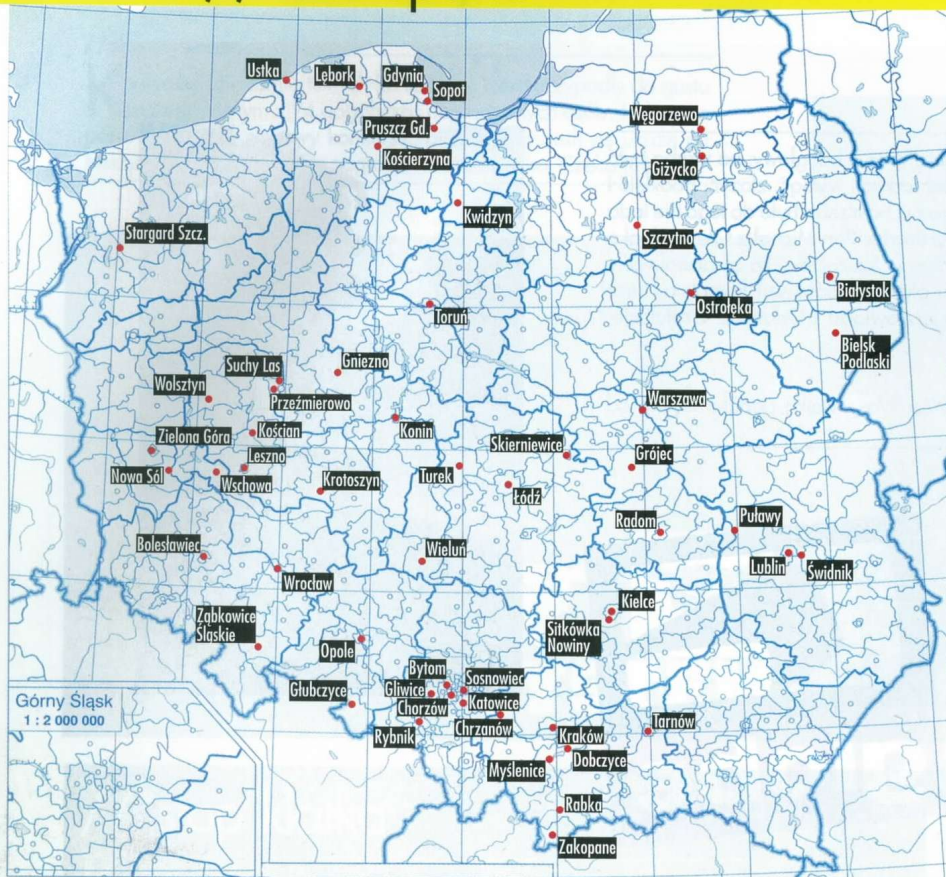 Ustka
Lębork
Gdynia
Sopot
Pruszcz Gd.
Kościerzyna
Węgorzewo
Giżycko
Kwidzyn
Szczytno
Stargard Szcz.
Białystok
Toruń
Ostrołęka
Bielsk
Podlaski
Gniezno
Suchy Las
Wolsztyn
Przeźmierowo
Warszawa
Kościan
Konin
Zielona Góra
Skierniewice
Leszno
Grójec
Nowa Sól
Wschowa
Krotoszyn
Turek
Łódź
Radom
Puławy
Bolesławiec
Wieluń
Lublin
Świdnik
Wrocław
Kielce
Ząbkowice
Śląskie
Sitkówka
Nowiny
Opole
Bytom
Sosnowiec
Głubczyce
Gliwice
Katowice
Górny Śląsk
1 : 2 000 000
Chorzów
Chrzanów
Tarnów
Rybnik
Kraków
Dobczyce
Myślenice
Rabka
Zakopane